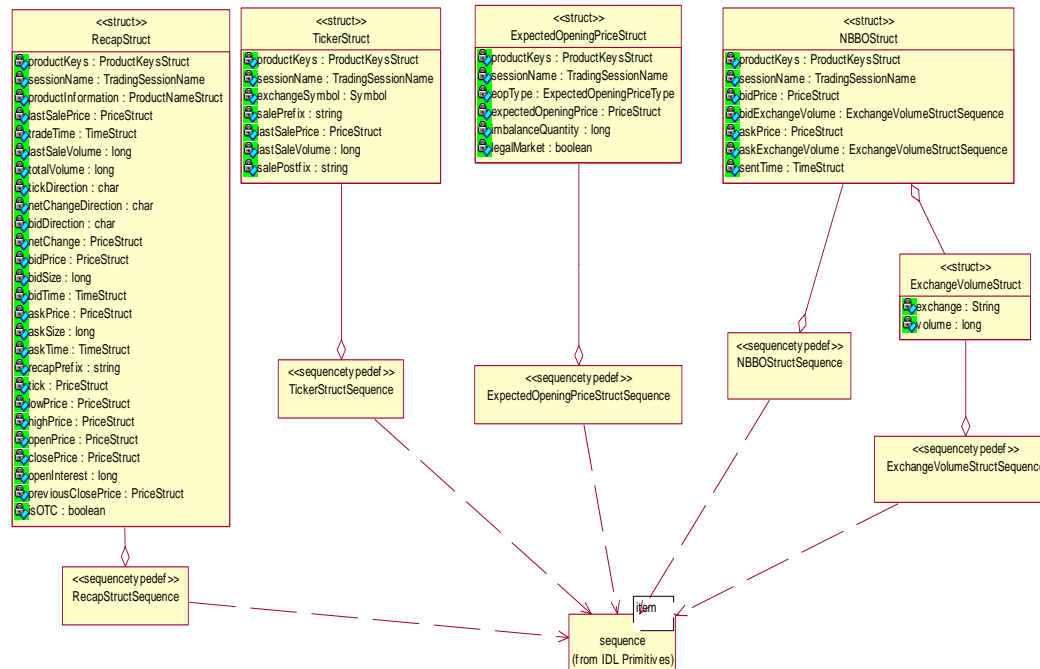 <<struct>>
RecapStruct
productKeys : ProductKeysStruct
sessionName : TradingSessionName
productInformation : ProductNameStruct
lastSalePrice : PriceStruct
tradeTime : TimeStruct
lastSaleVolume : long
totalVolume : long
tickDirection : char
netChangeDirection : char
bidDirection : char
netChange : PriceStruct
bidPrice : PriceStruct
bidSize : long
bidTime : TimeStruct
askPrice : PriceStruct
askSize : long
askTime : TimeStruct
recapPrefix : string
tick : PriceStruct
lowPrice : PriceStruct
highPrice : PriceStruct
openPrice : PriceStruct
closePrice : PriceStruct
openInterest : long
previousClosePrice : PriceStruct
isOTC : boolean
<<struct>>
TickerStruct
productKeys : ProductKeysStruct
sessionName : TradingSessionName
exchangeSymbol : Symbol
salePrefix : string
lastSalePrice : PriceStruct
lastSaleVolume : long
salePostfix : string
<<struct>>
ExpectedOpeningPriceStruct
productKeys : ProductKeysStruct
sessionName : TradingSessionName
eopType : ExpectedOpeningPriceType
expectedOpeningPrice : PriceStruct
imbalanceQuantity : long
legalMarket : boolean
<<struct>>
NBBOStruct
productKeys : ProductKeysStruct
sessionName : TradingSessionName
bidPrice : PriceStruct
bidExchangeVolume : ExchangeVolumeStructSequence
askPrice : PriceStruct
askExchangeVolume : ExchangeVolumeStructSequence
sentTime : TimeStruct
<<struct>>
ExchangeVolumeStruct
exchange : String
volume : long
<<sequencetypedef>>
TickerStructSequence
<<sequencetypedef>>
ExpectedOpeningPriceStructSequence
<<sequencetypedef>>
NBBOStructSequence
<<sequencetypedef>>
ExchangeVolumeStructSequence
<<sequencetypedef>>
RecapStructSequence
item
sequence
(from IDL Primitives)